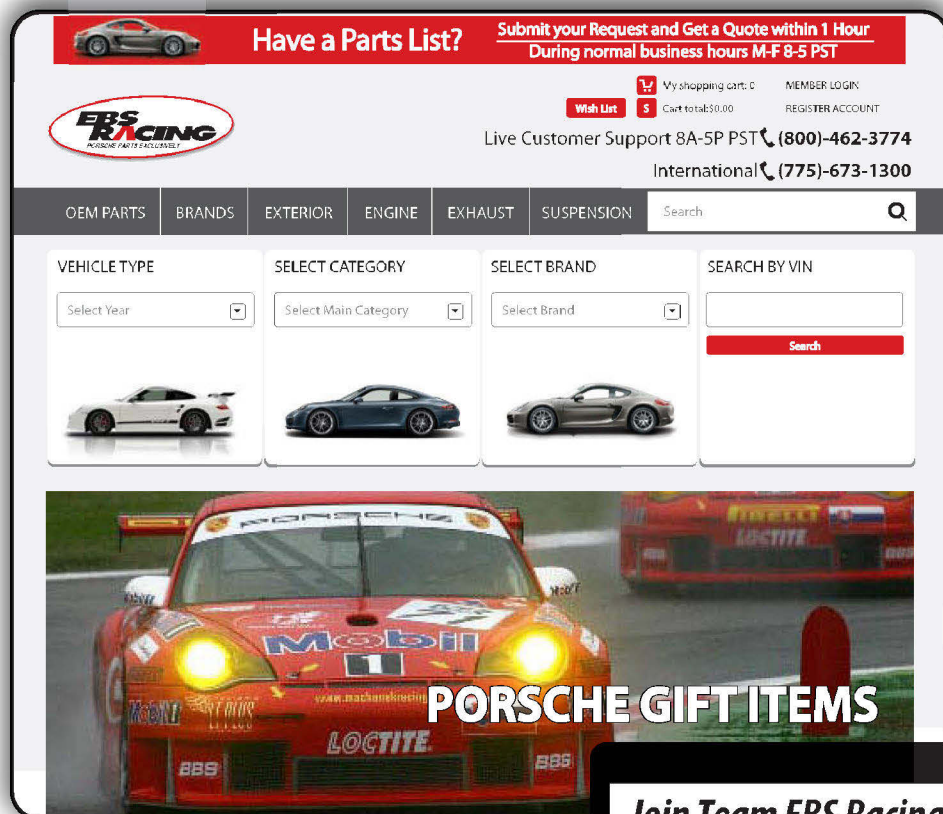 Have a Parts List?
Submit your Request and Get a Quote within 1 Hour
During normal business hours M-F 8-5 PST
My shopping cart: 0
MEMBER LOGIN
Wish List
$
Cart total:$0.00
REGISTER ACCOUNT
EBS
RACING
PORSCHE PARTS EXCLUSIVELY
Live Customer Support 8A-5P PST (800)-462-3774
International (775)-673-1300
OEM PARTS
BRANDS
EXTERIOR
ENGINE
EXHAUST
SUSPENSION
Search
VEHICLE TYPE
SELECT CATEGORY
SELECT BRAND
SEARCH BY VIN
Select Year
Select Main Category
Select Brand
Search
PORSCHE
PIRELLI
LOCTITE
BBS
Mobil
1
Mobil 1
LOCTITE.
BBS
BBS
PORSCHE GIFT ITEMS
Join Team EBS Racing